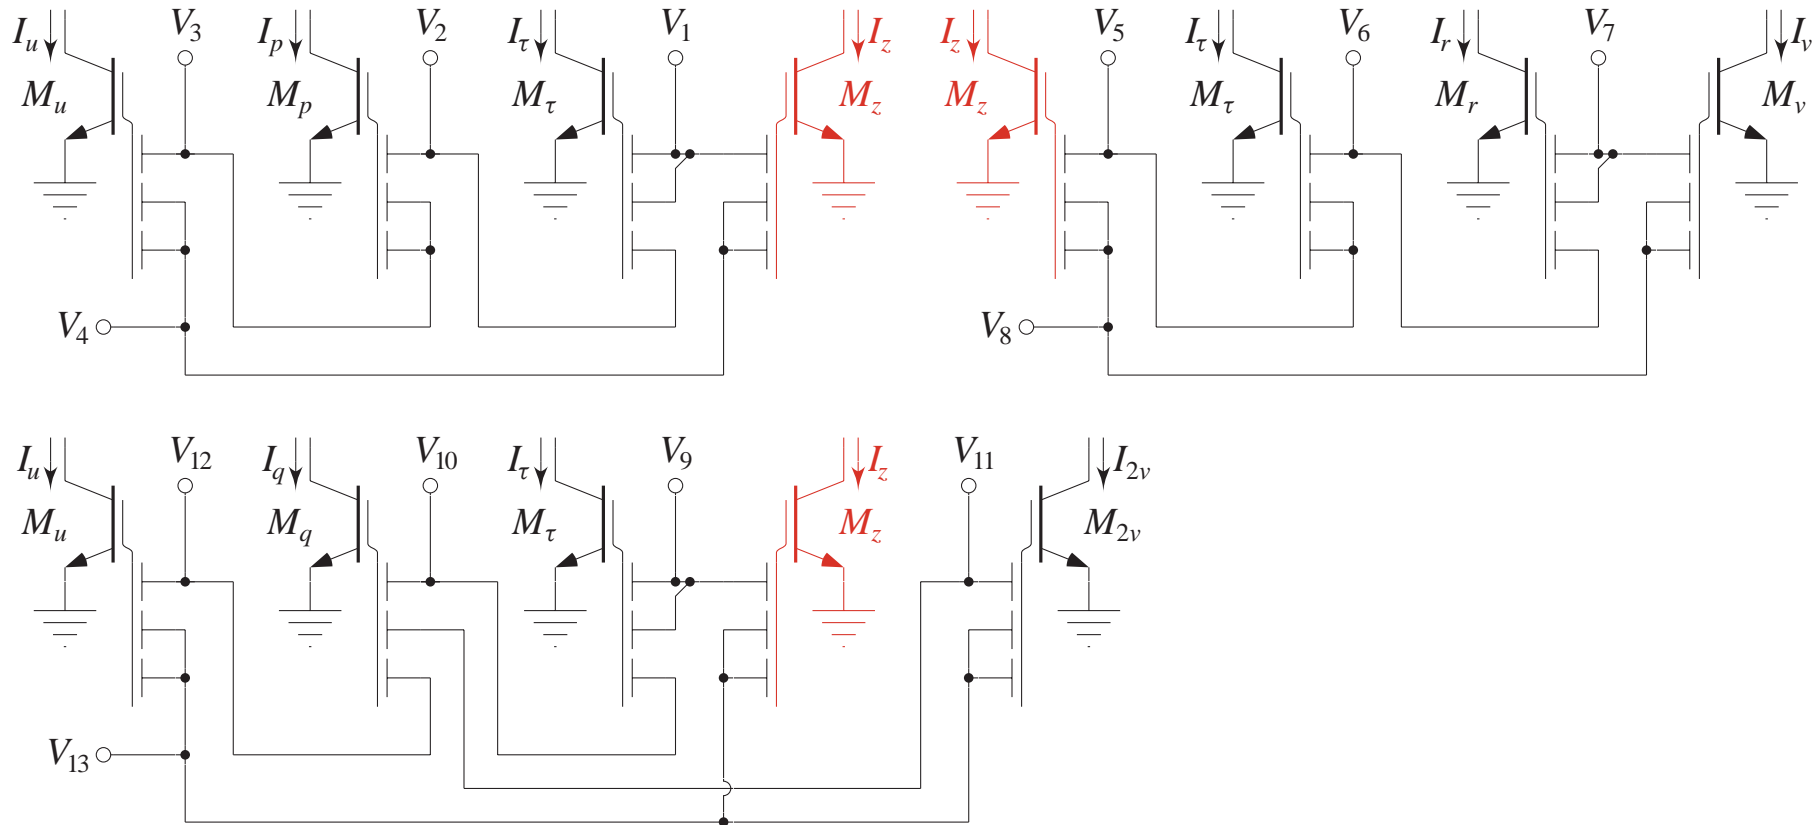 I_u V_3 I_p V_2 I_τ V_1 I_z I_z V_5 I_τ V_6 I_r V_7 I_v
M_u M_p M_τ M_z M_z M_τ M_r M_v
V_4 V_8
I_u V_12 I_q V_10 I_τ V_9 I_z V_11 I_2v
M_u M_q M_τ M_z M_2v
V_13